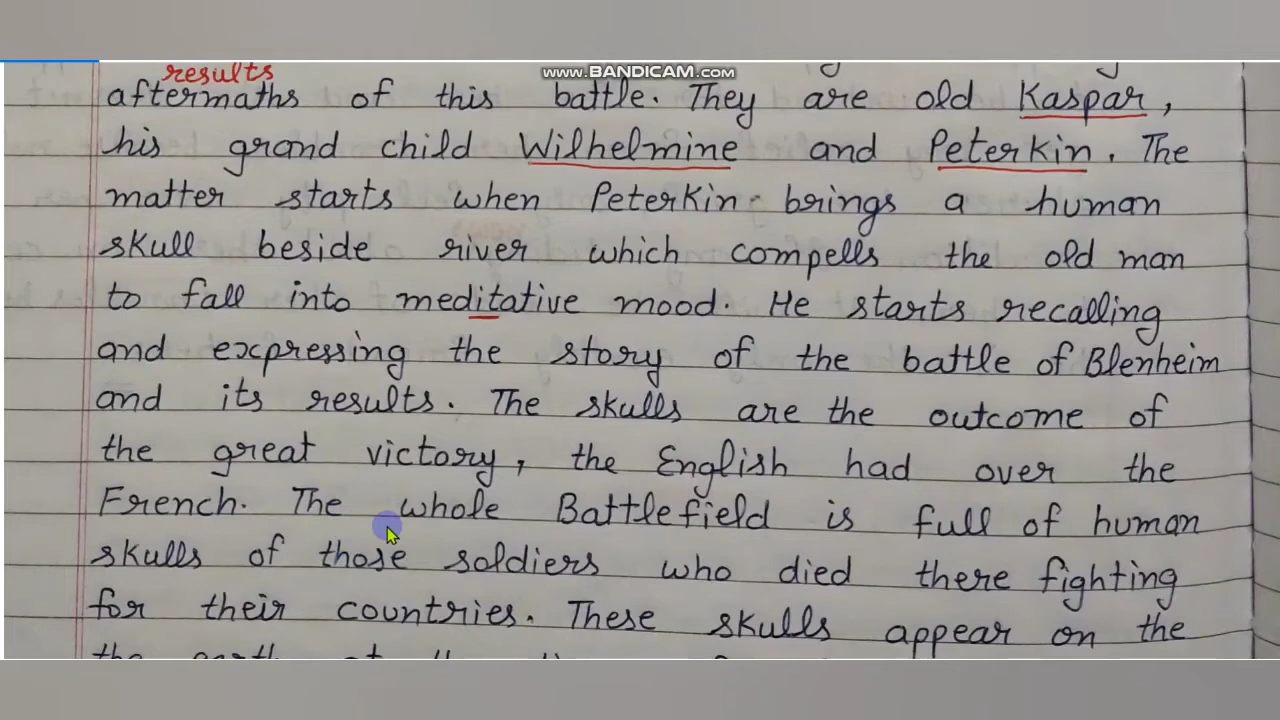 results
www.BANDICAM.com
aftermaths of this battle. They are old Kaspar,
his grand child Wilhelmine and Peterkin. The
matter starts when Peterkin brings a human
skull beside river which compells the old man
to fall into meditative mood. He starts recalling
and expressing the story of the battle of Blenheim
and its results. The skulls are the outcome of
the great victory, the English had over the
French. The whole Battlefield is full of human
skulls of those soldiers who died there fighting
for their countries. These skulls appear on the